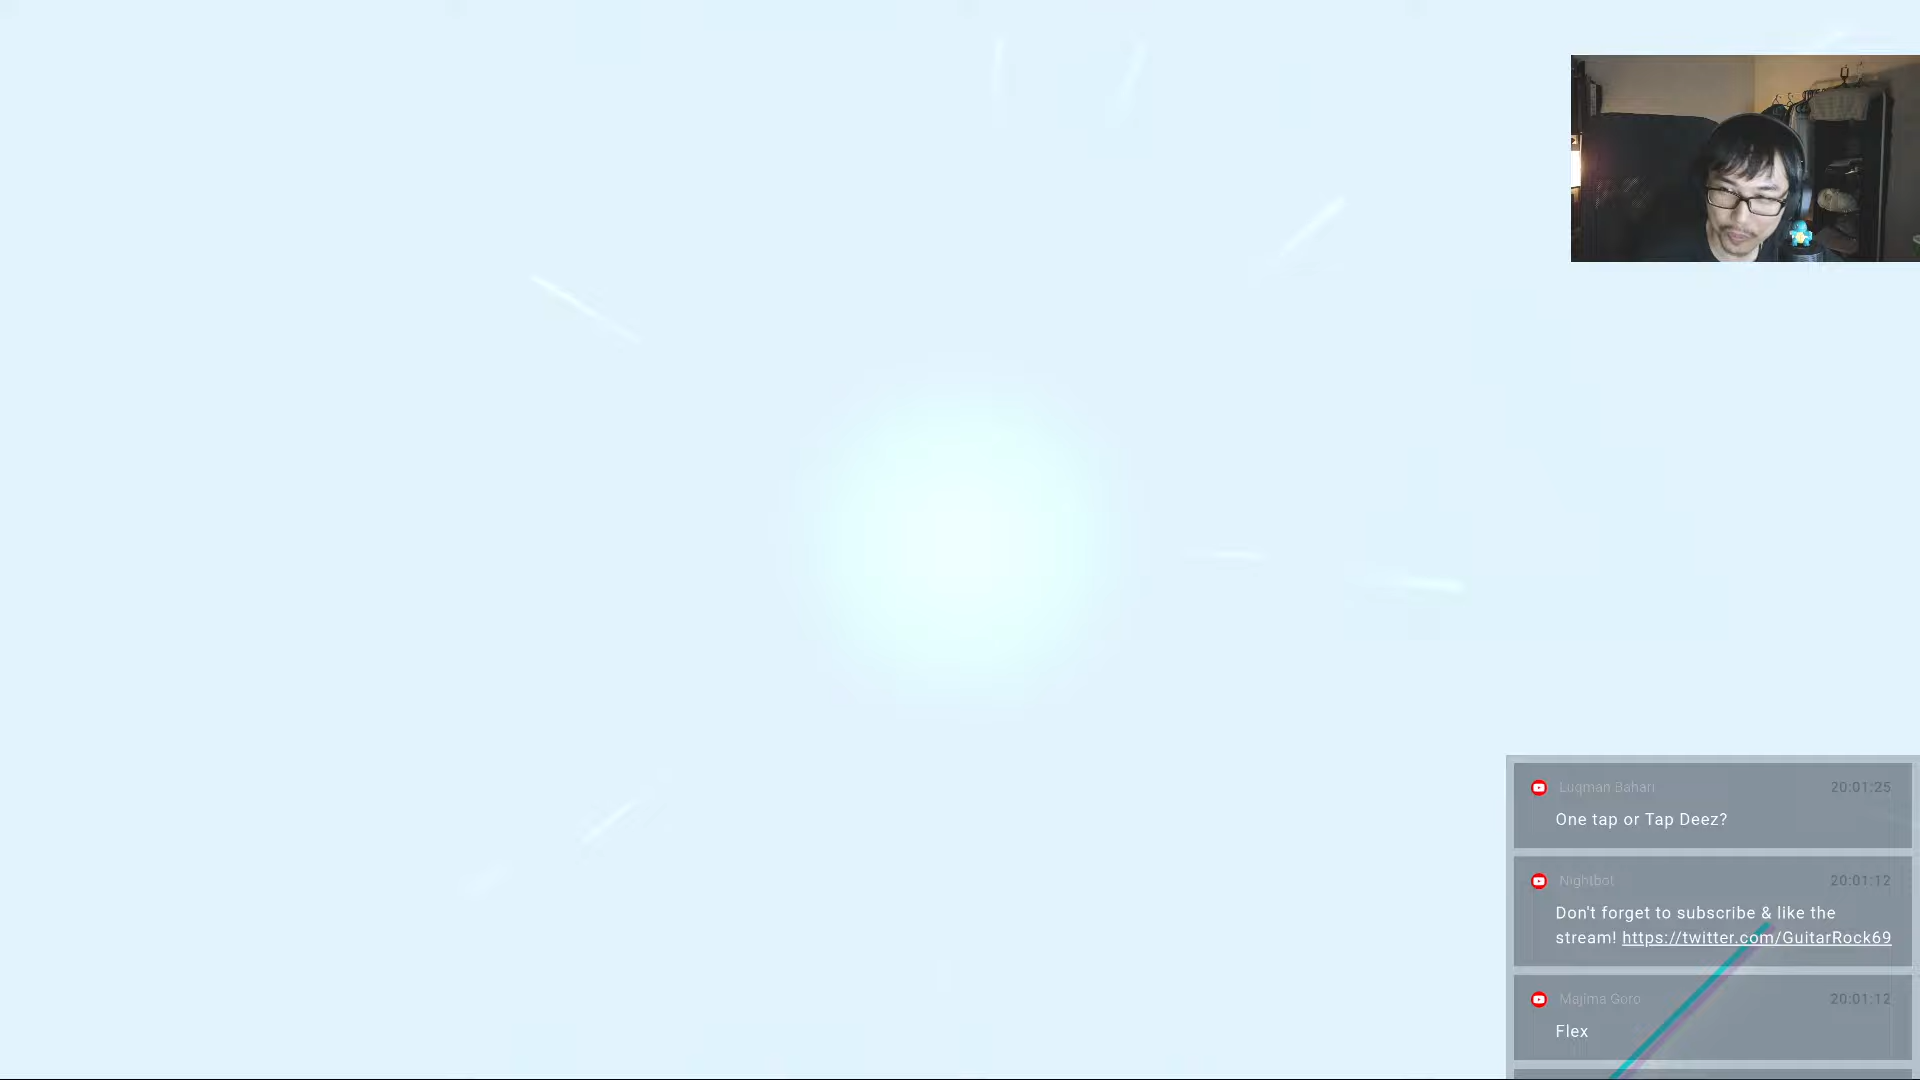 Luqman Bahari
20:01:25
One tap or Tap Deez?
Nightbot
20:01:12
Don't forget to subscribe & like the
stream! https://twitter.com/GuitarRock69
Majima Goro
20:01:12
Flex